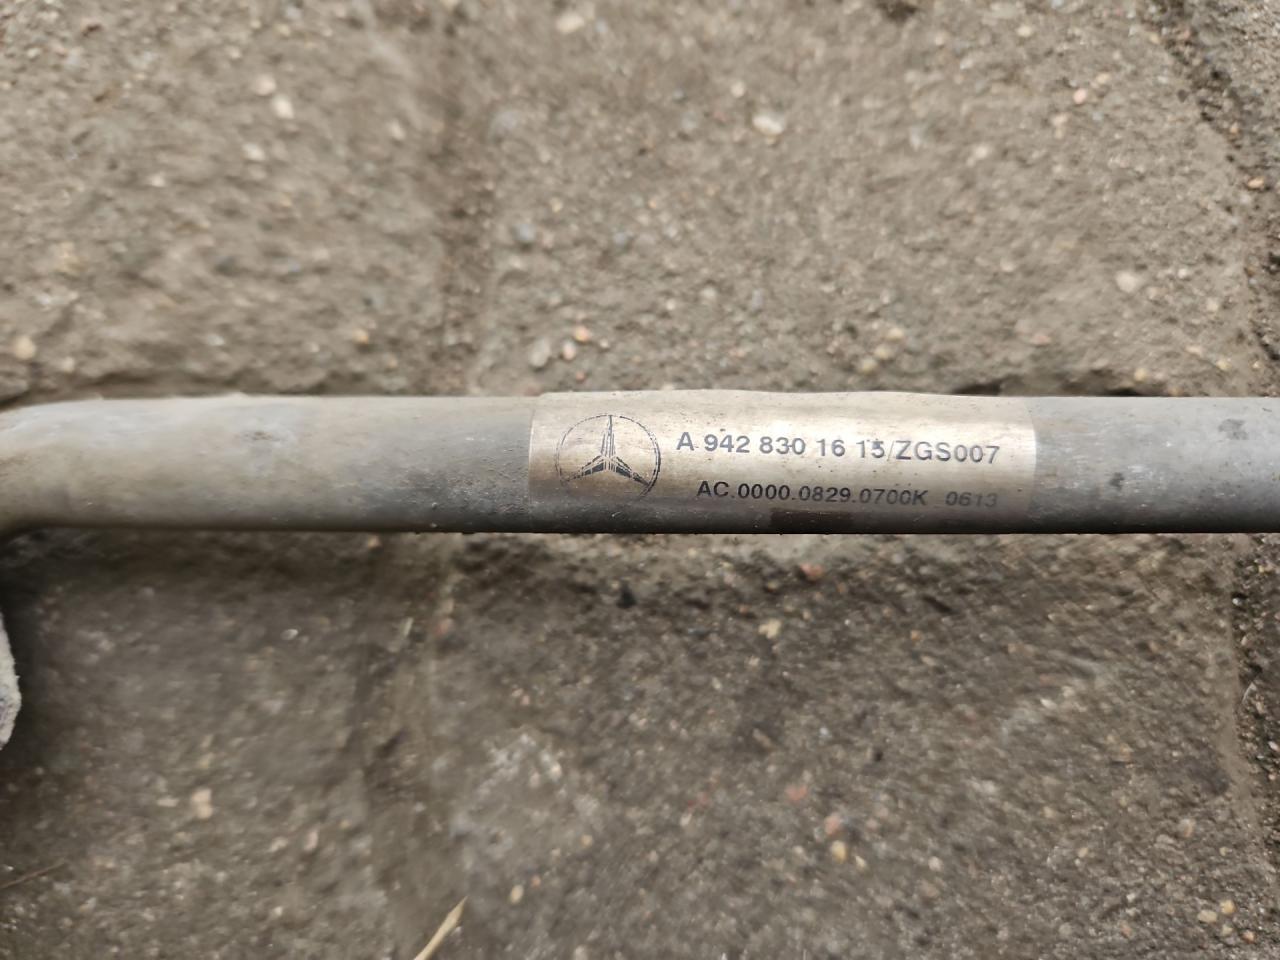 A 942 830 16 15/ZGS007
AC.0000.0829.0700K 0613